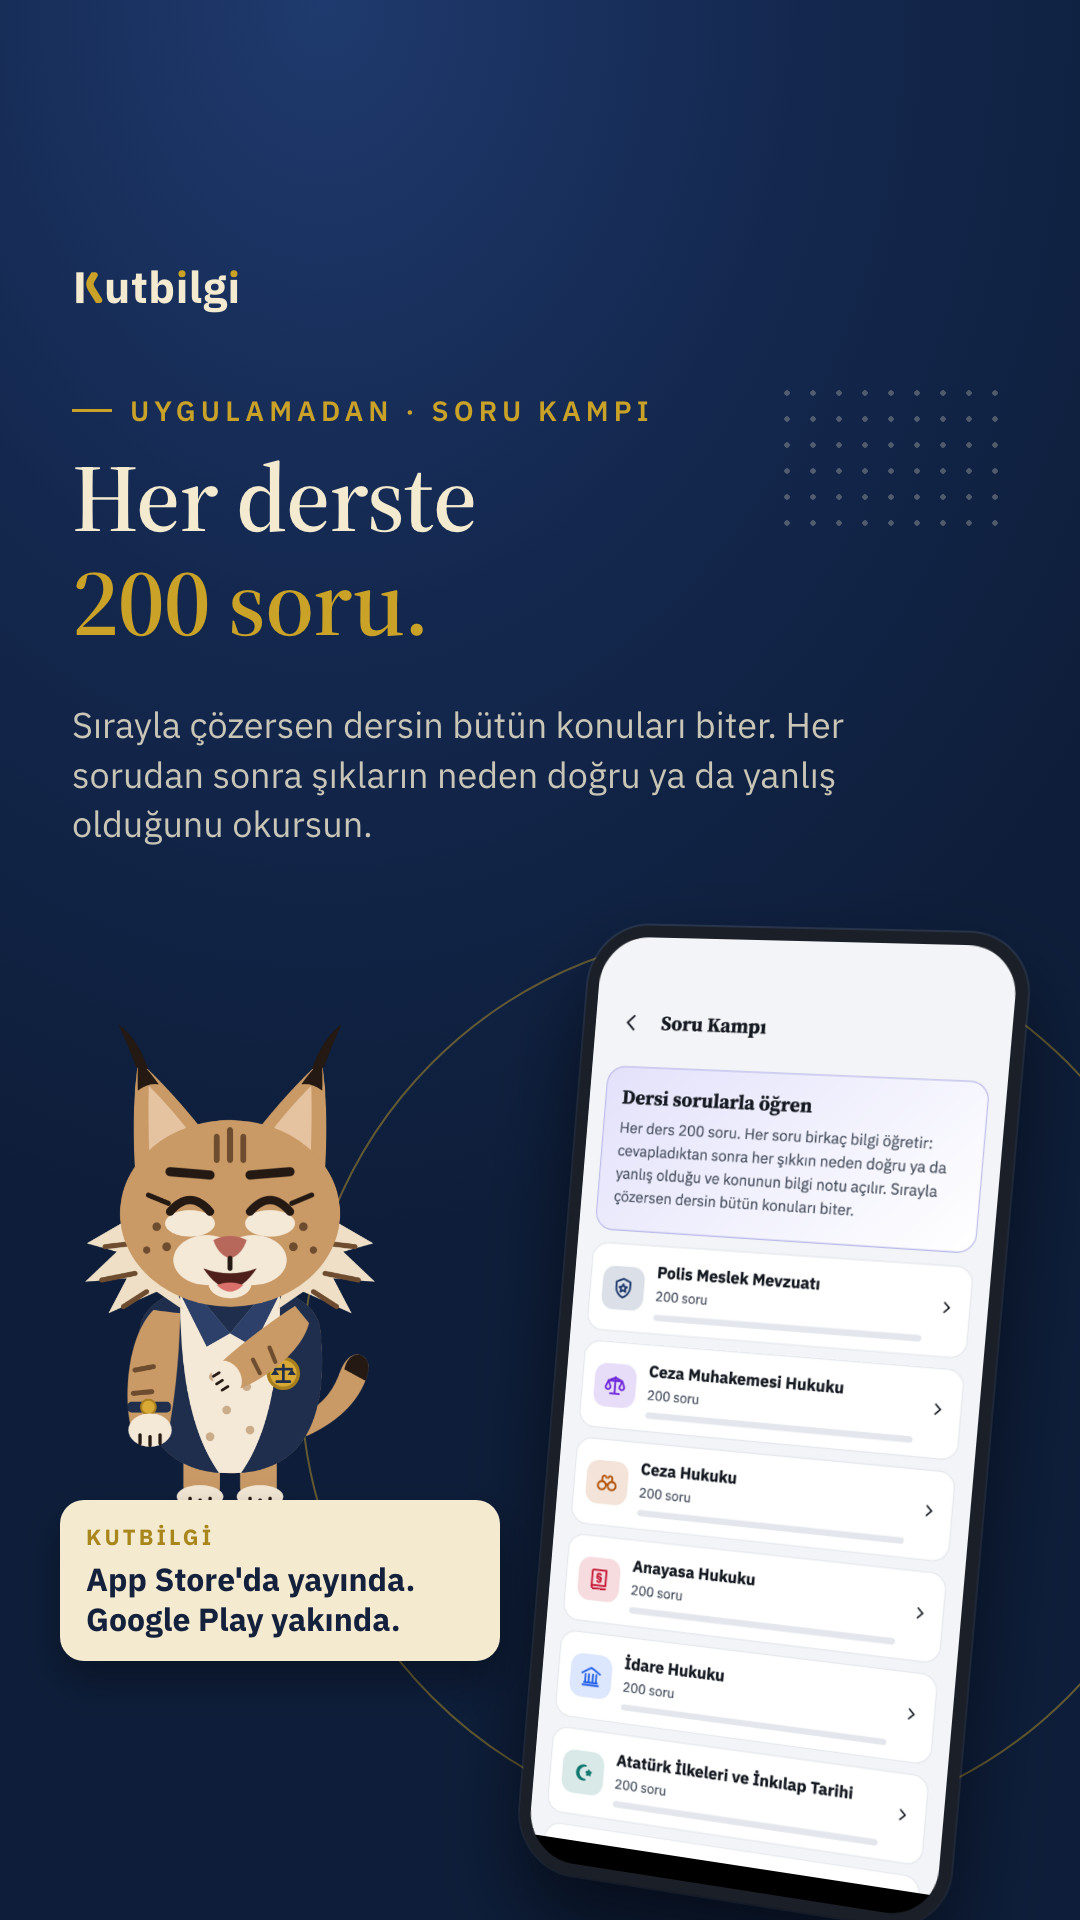 Kutbilgi
UYGULAMADAN · SORU KAMPI
Her derste
200 soru.
Sırayla çözersen dersin bütün konuları biter. Her
sorudan sonra şıkların neden doğru ya da yanlış
olduğunu okursun.
Soru Kampı
Dersi sorularla öğren
Her ders 200 soru. Her soru birkaç bilgi öğretir:
cevapladıktan sonra her şıkkın neden doğru ya da
yanlış olduğu ve konunun bilgi notu açılır. Sırayla
çözersen dersin bütün konuları biter.
Polis Meslek Mevzuatı
200 soru
Ceza Muhakemesi Hukuku
200 soru
Ceza Hukuku
200 soru
Anayasa Hukuku
200 soru
İdare Hukuku
200 soru
Atatürk İlkeleri ve İnkılap Tarihi
200 soru
KUTBİLGİ
App Store'da yayında.
Google Play yakında.